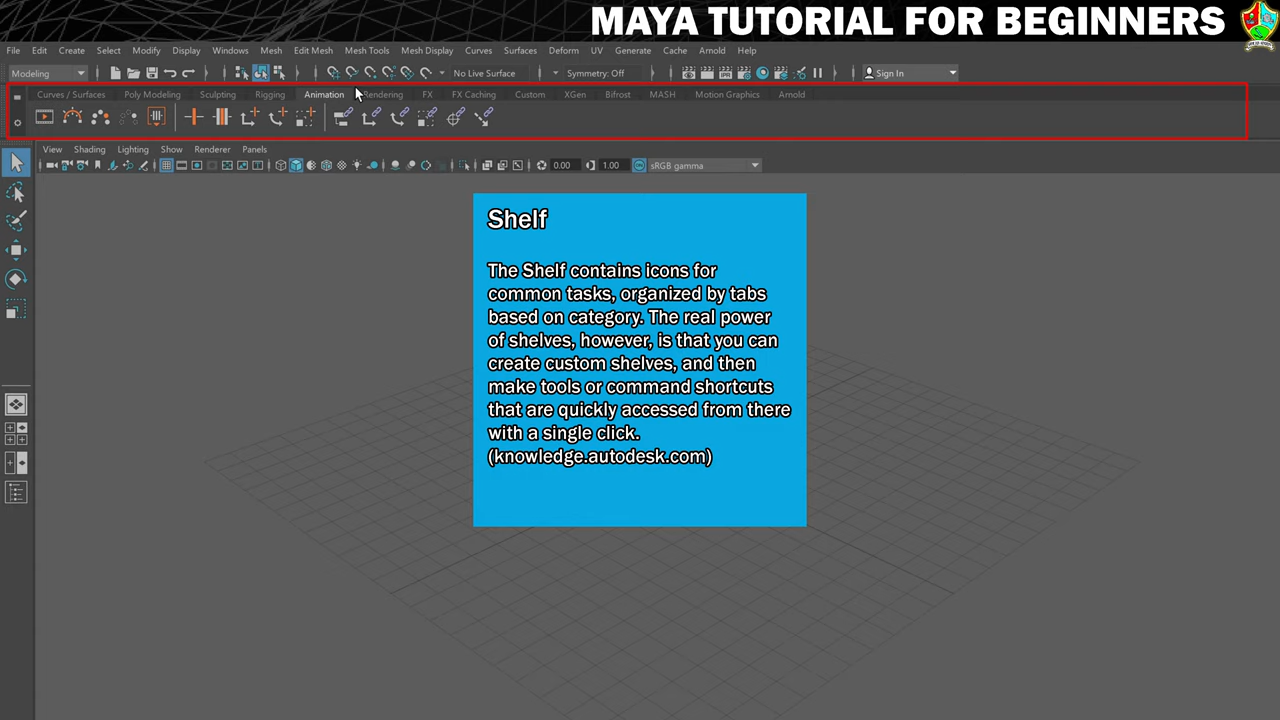 MAYA TUTORIAL FOR BEGINNERS
File Edit Create Select Modify Display Windows Mesh Edit Mesh Mesh Tools Mesh Display Curves Surfaces Deform UV Generate Cache Arnold Help
Modeling No Live Surface Symmetry: Off Sign In
Curves / Surfaces Poly Modeling Sculpting Rigging Animation Rendering FX FX Caching Custom XGen Bifrost MASH Motion Graphics Arnold
View Shading Lighting Show Renderer Panels
0.00 1.00 sRGB gamma
Shelf
The Shelf contains icons for
common tasks, organized by tabs
based on category. The real power
of shelves, however, is that you can
create custom shelves, and then
make tools or command shortcuts
that are quickly accessed from there
with a single click.
(knowledge.autodesk.com)